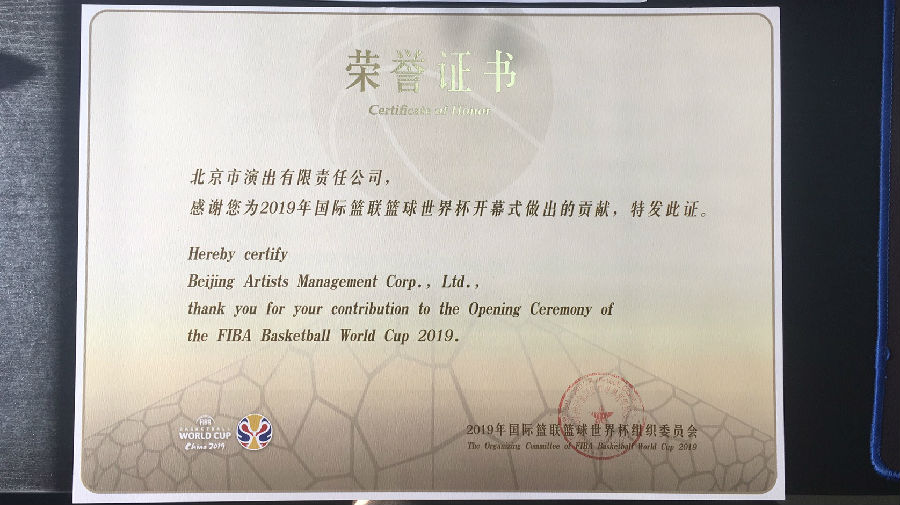 荣誉证书
Certificate of Honor
北京市演出有限责任公司，
感谢您为2019年国际篮联篮球世界杯开幕式做出的贡献，特发此证。
Hereby certify
Beijing Artists Management Corp., Ltd.,
thank you for your contribution to the Opening Ceremony of
the FIBA Basketball World Cup 2019.
FIBA
BASKETBALL
WORLD CUP
China 2019
2019年国际篮联篮球世界杯组织委员会
The Organizing Committee of FIBA Basketball World Cup 2019